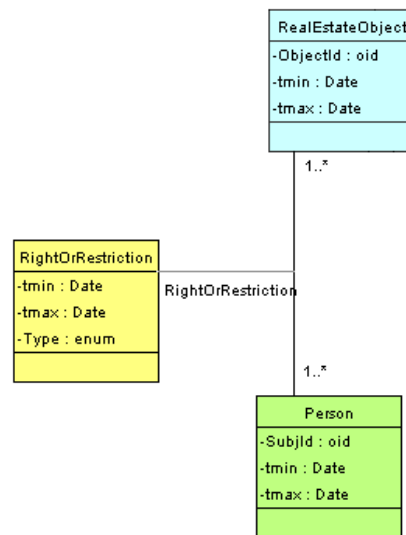 RealEstateObject
-ObjectId : oid
-tmin : Date
-tmax : Date
1..*
RightOrRestriction
-tmin : Date
-tmax : Date
-Type : enum
RightOrRestriction
1..*
Person
-SubjId : oid
-tmin : Date
-tmax : Date